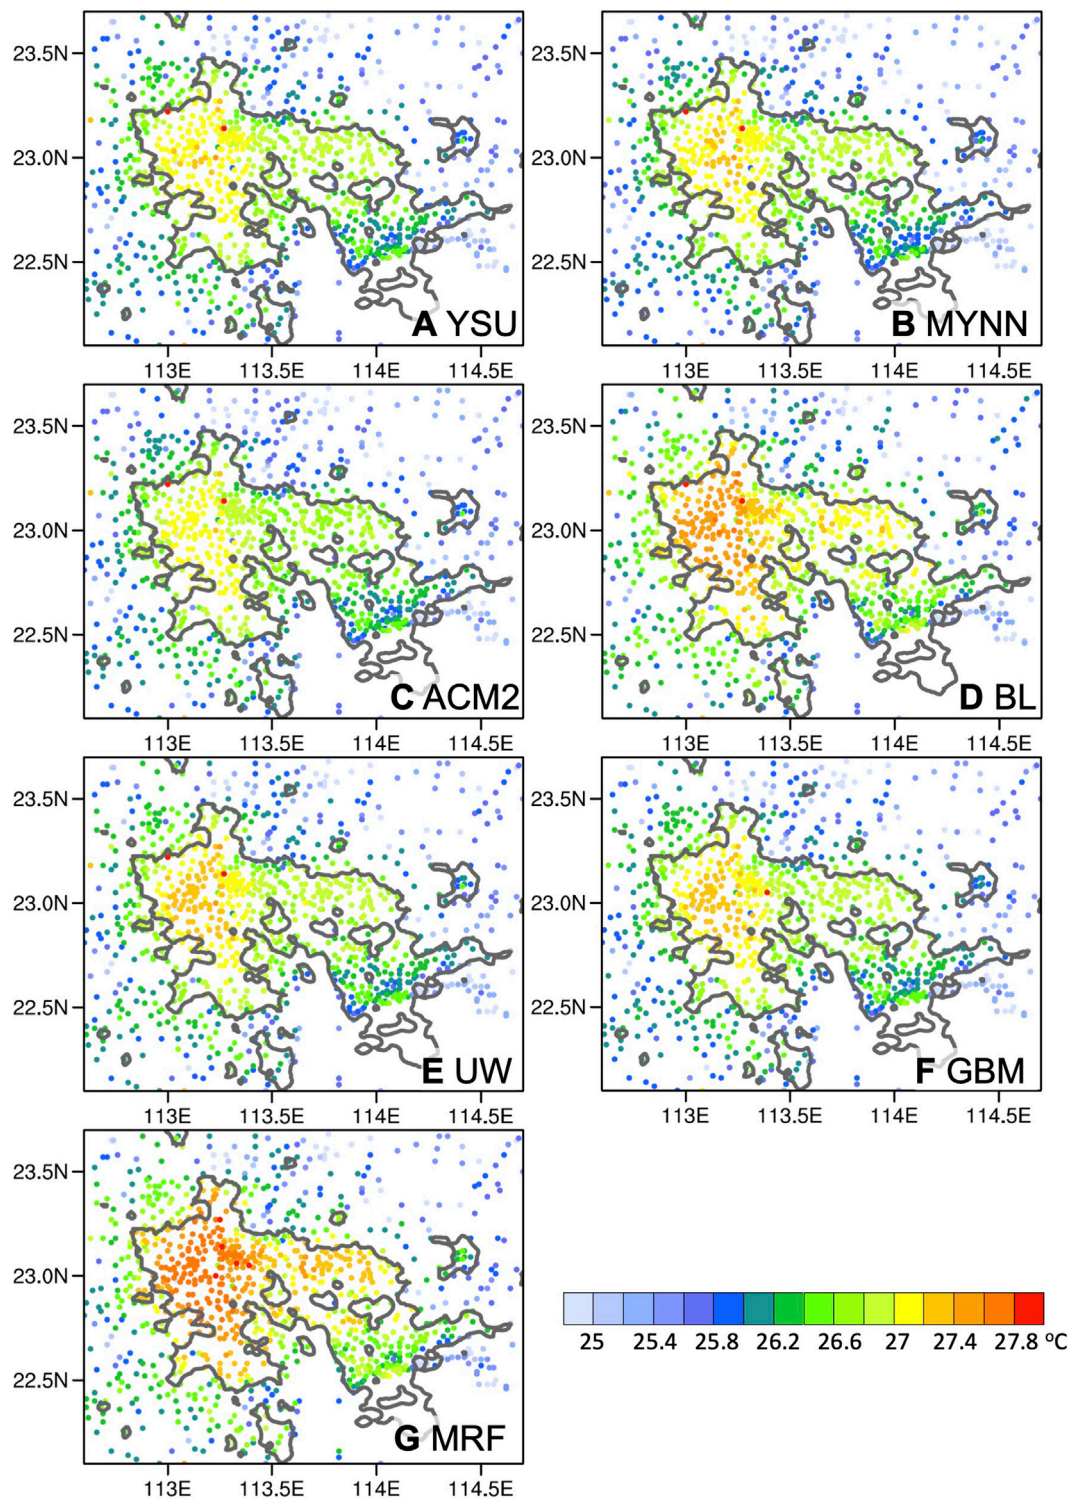 23.5N
23.0N
22.5N
A YSU
113E 113.5E 114E 114.5E
23.5N
23.0N
22.5N
B MYNN
113E 113.5E 114E 114.5E
23.5N
23.0N
22.5N
C ACM2
113E 113.5E 114E 114.5E
23.5N
23.0N
22.5N
D BL
113E 113.5E 114E 114.5E
23.5N
23.0N
22.5N
E UW
113E 113.5E 114E 114.5E
23.5N
23.0N
22.5N
F GBM
113E 113.5E 114E 114.5E
23.5N
23.0N
22.5N
G MRF
113E 113.5E 114E 114.5E
25 25.4 25.8 26.2 26.6 27 27.4 27.8 ºC